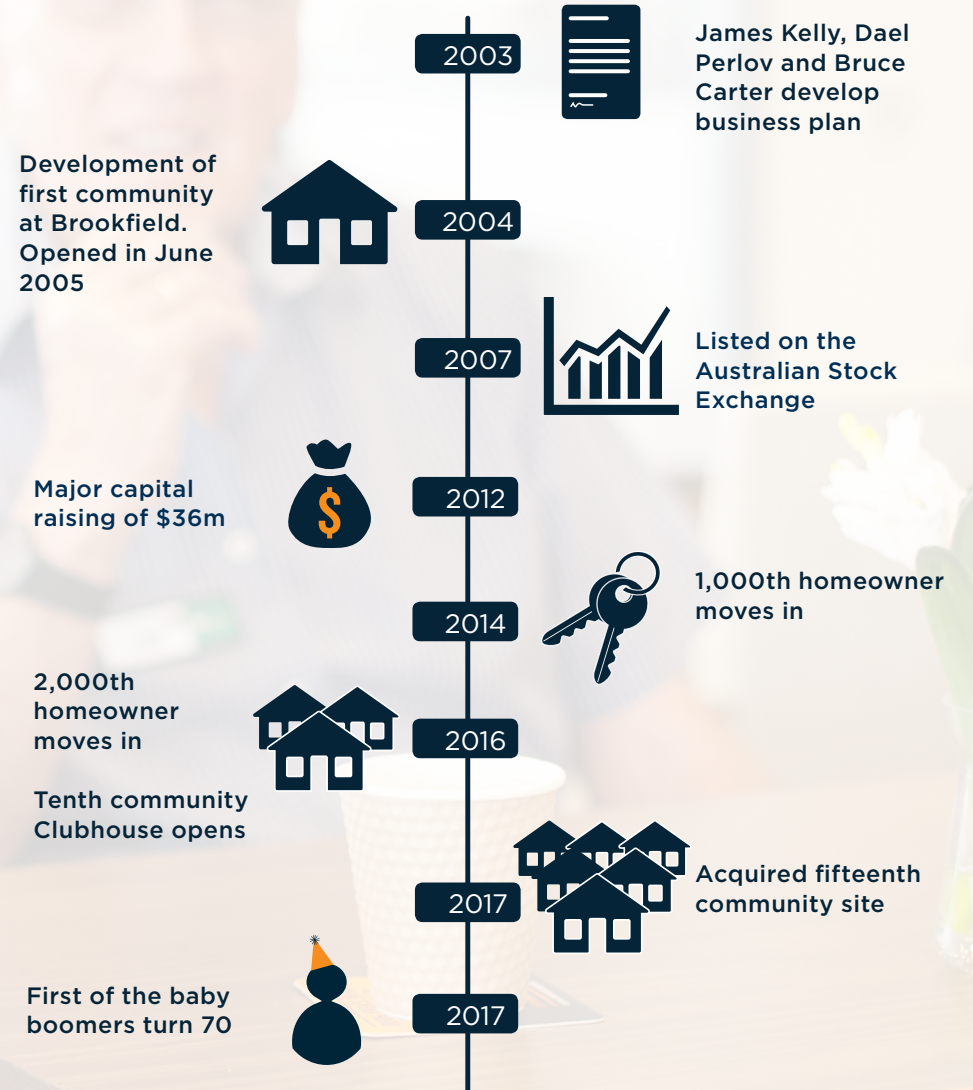 2003
James Kelly, Dael
Perlov and Bruce
Carter develop
business plan
Development of
first community
at Brookfield.
Opened in June
2005
2004
2007
Listed on the
Australian Stock
Exchange
Major capital
raising of $36m
$
2012
2014
1,000th homeowner
moves in
2,000th
homeowner
moves in
Tenth community
Clubhouse opens
2016
2017
Acquired fifteenth
community site
First of the baby
boomers turn 70
2017